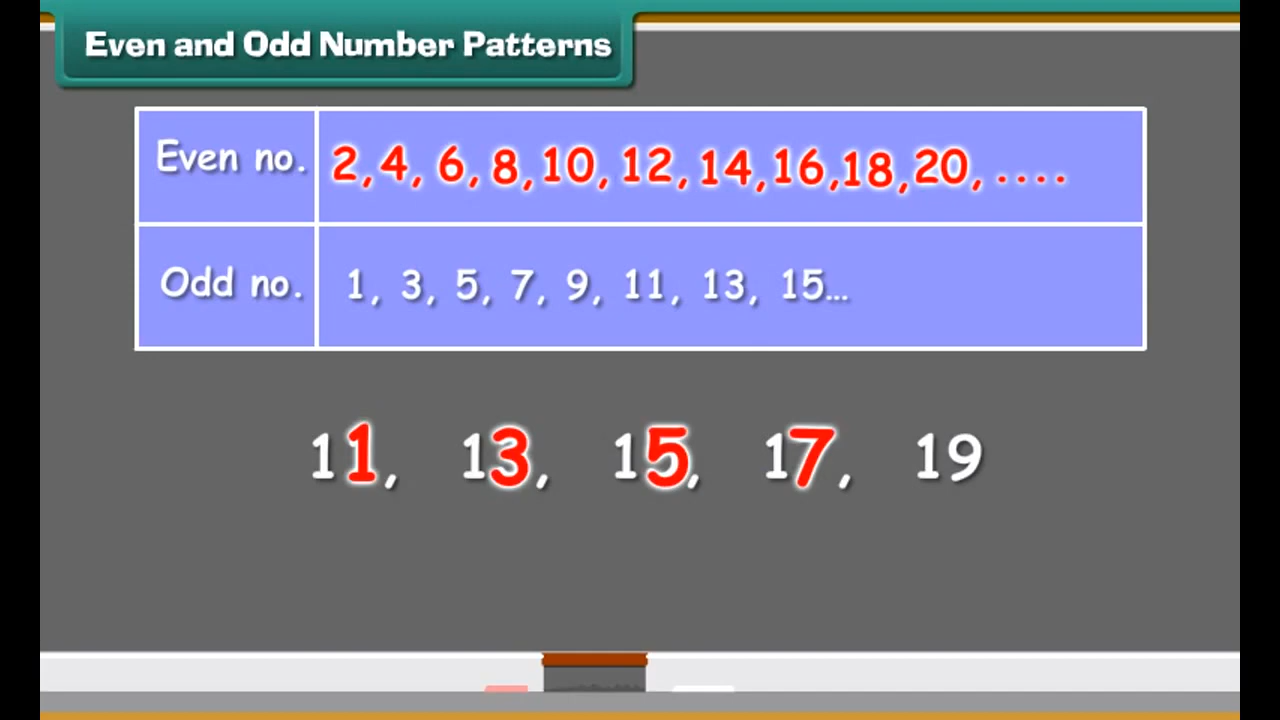 Even and Odd Number Patterns
Even no. 2,4, 6, 8,10, 12, 14,16,18,20, ....
Odd no. 1, 3, 5, 7, 9, 11, 13, 15...
11, 13, 15, 17, 19